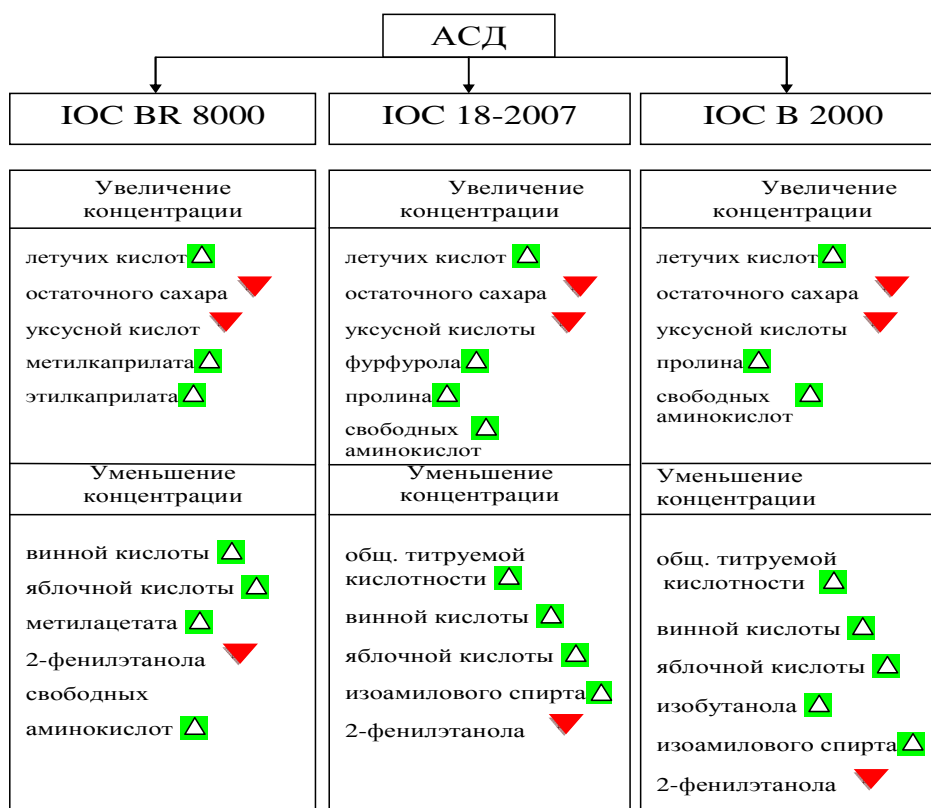 АСД
IOC BR 8000
Увеличение
концентрации
летучих кислот
остаточного сахара
уксусной кислот
метилкаприлата
этилкаприлата
Уменьшение
концентрации
винной кислоты
яблочной кислоты
метилацетата
2-фенилэтанола
свободных
аминокислот
IOC 18-2007
Увеличение
концентрации
летучих кислот
остаточного сахара
уксусной кислоты
фурфурола
пролина
свободных
аминокислот
Уменьшение
концентрации
общ. титруемой
кислотности
винной кислоты
яблочной кислоты
изоамилового спирта
2-фенилэтанола
IOC B 2000
Увеличение
концентрации
летучих кислот
остаточного сахара
уксусной кислоты
пролина
свободных
аминокислот
Уменьшение
концентрации
общ. титруемой
кислотности
винной кислоты
яблочной кислоты
изобутанола
изоамилового спирта
2-фенилэтанола